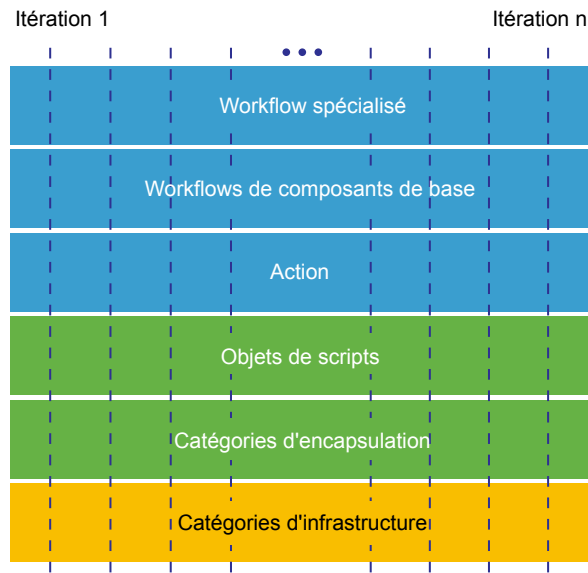 Itération 1
Itération n
•••
Workflow spécialisé
Workflows de composants de base
Action
Objets de scripts
Catégories d'encapsulation
Catégories d'infrastructure